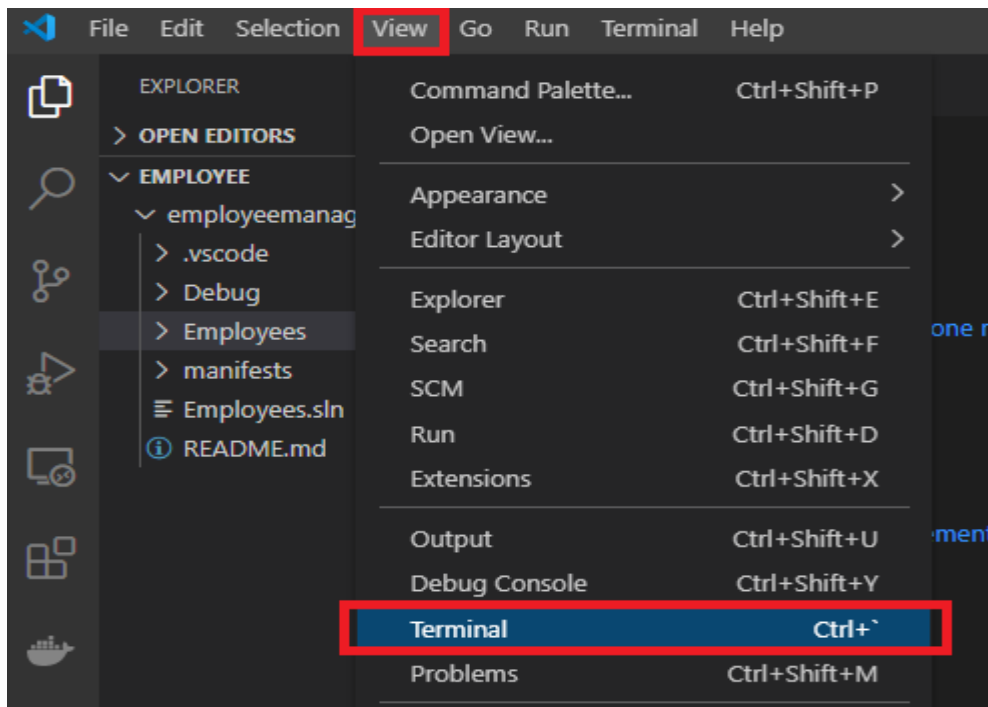 File Edit Selection View Go Run Terminal Help
EXPLORER
OPEN EDITORS
EMPLOYEE
employeemanag
.vscode
Debug
Employees
manifests
Employees.sln
README.md
Command Palette... Ctrl+Shift+P
Open View...
Appearance
Editor Layout
Explorer Ctrl+Shift+E
Search Ctrl+Shift+F
SCM Ctrl+Shift+G
Run Ctrl+Shift+D
Extensions Ctrl+Shift+X
Output Ctrl+Shift+U
Debug Console Ctrl+Shift+Y
Terminal Ctrl+`
Problems Ctrl+Shift+M
one
ement